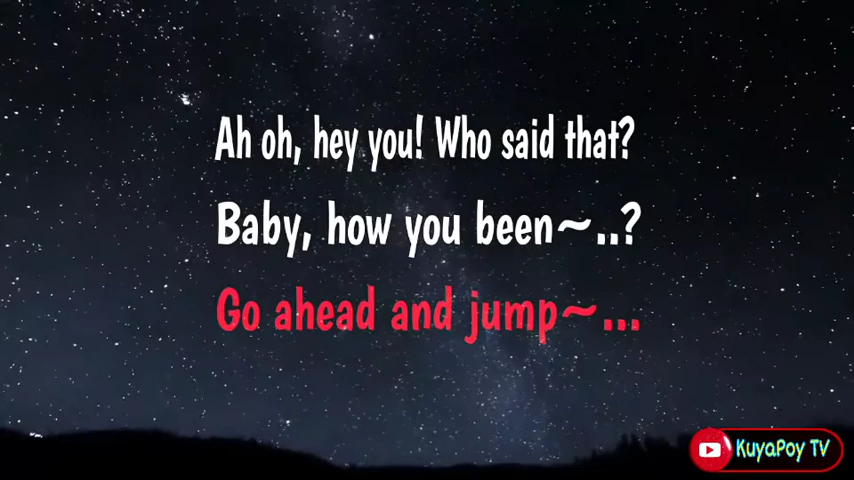 Ah oh, hey you! Who said that?
Baby, how you been~..?
Go ahead and jump~...
KuyaPoy TV